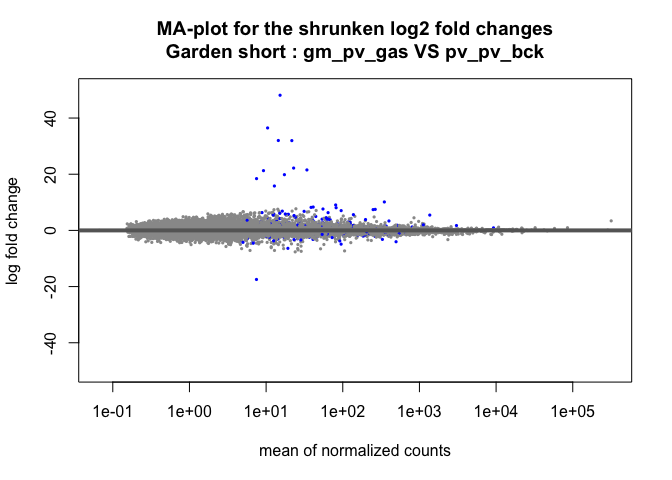 MA-plot for the shrunken log2 fold changes
Garden short : gm_pv_gas VS pv_pv_bck
log fold change
40
20
0
-20
-40
1e-01 1e+00 1e+01 1e+02 1e+03 1e+04 1e+05
mean of normalized counts